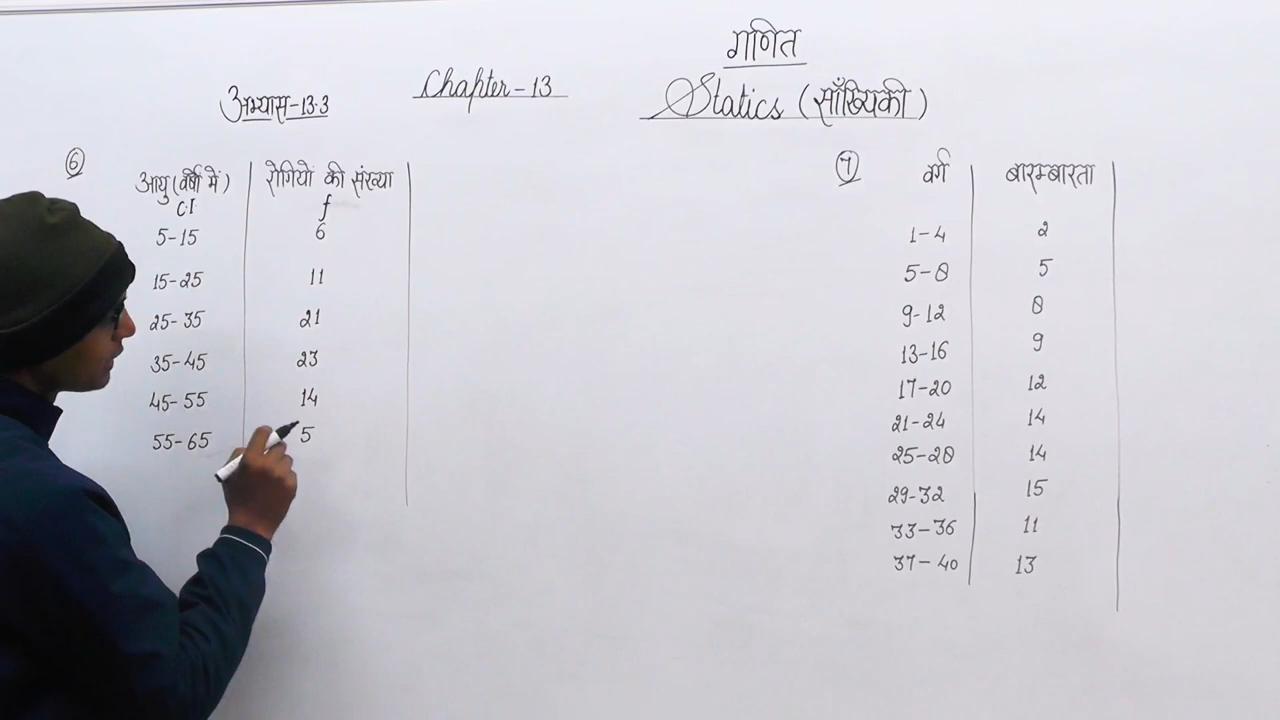 गणित
अभ्यास-13.3
Chapter-13
Statics (साँख्यिकी)
⑥
आयु (वर्षो में) रोगियों की संख्या
CI f
5-15 6
15-25 11
25-35 21
35-45 23
45-55 14
55-65 5
⑦
वर्ग बारम्बारता
1-4 2
5-8 5
9-12 8
13-16 9
17-20 12
21-24 14
25-28 14
29-32 15
33-36 11
37-40 13